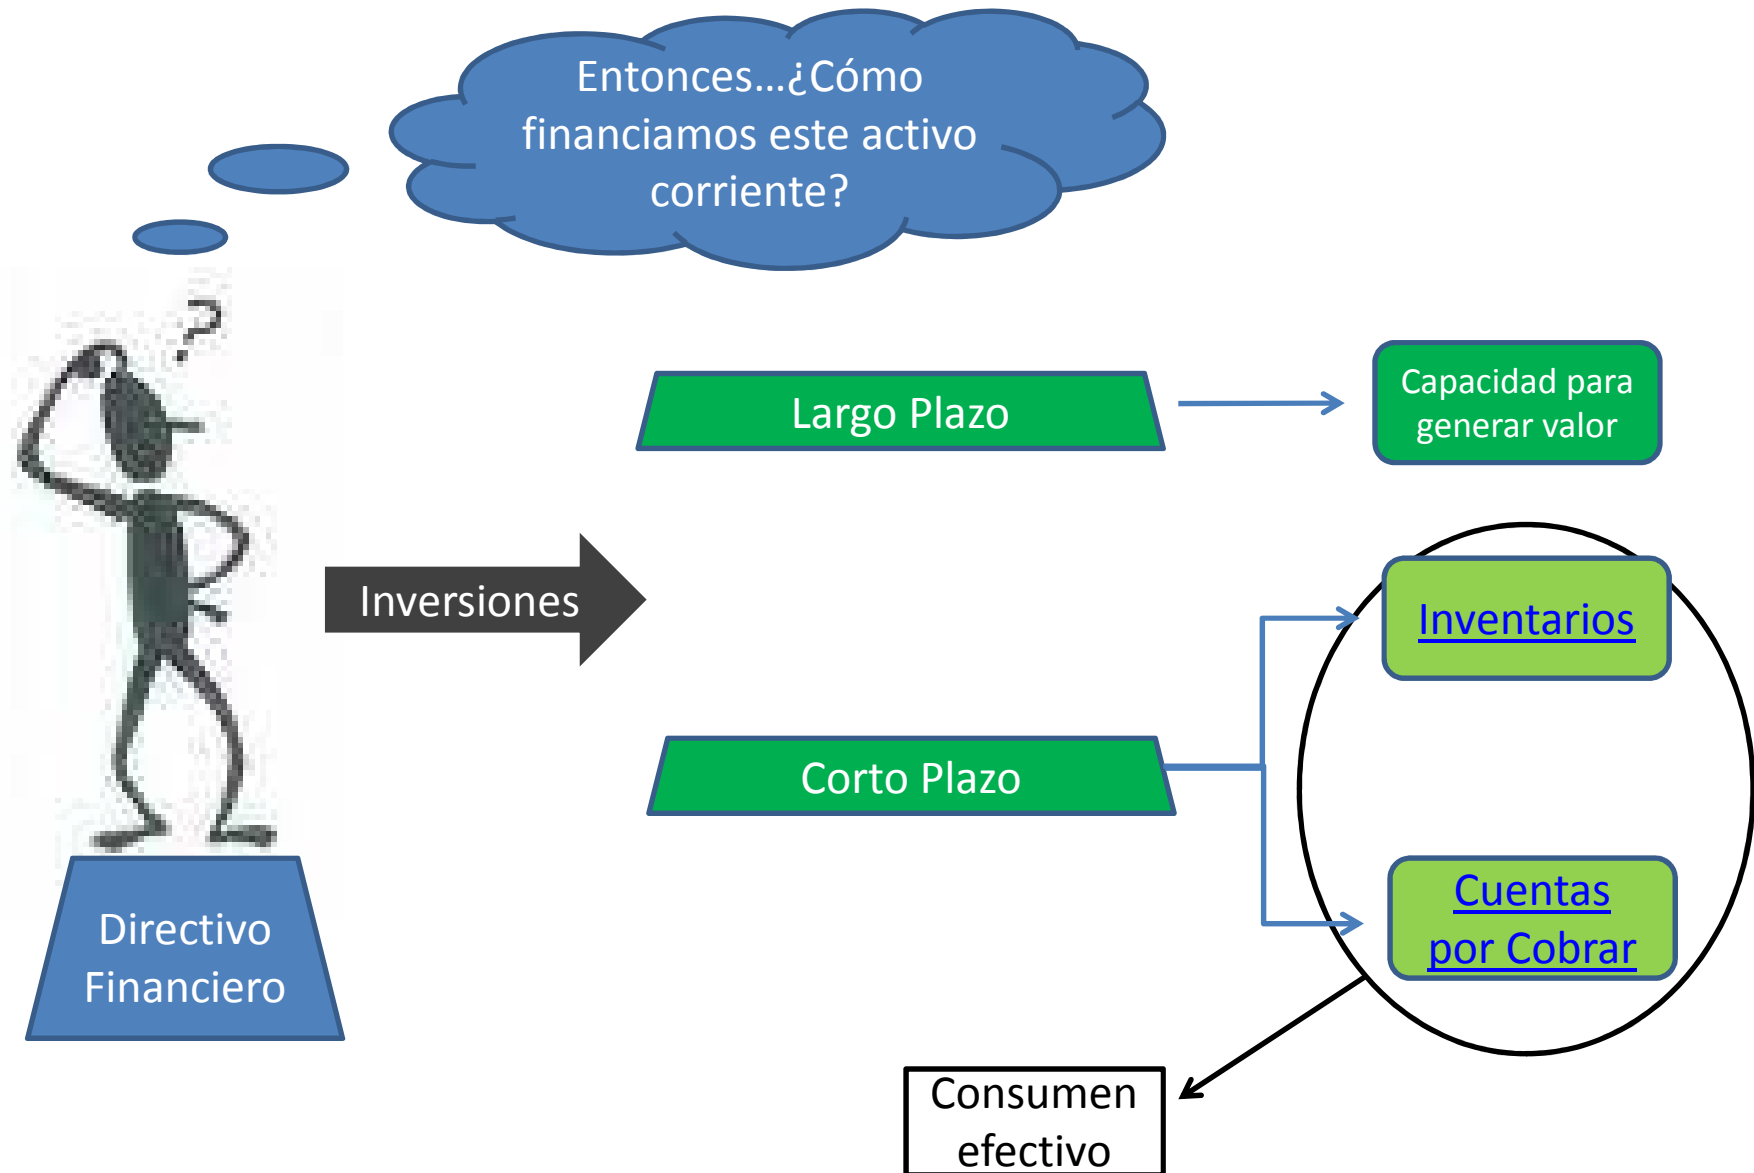 Entonces...¿Cómo
financiamos este activo
corriente?
?
Largo Plazo
Capacidad para
generar valor
Inversiones
Inventarios
Corto Plazo
Cuentas
por Cobrar
Directivo
Financiero
Consumen
efectivo